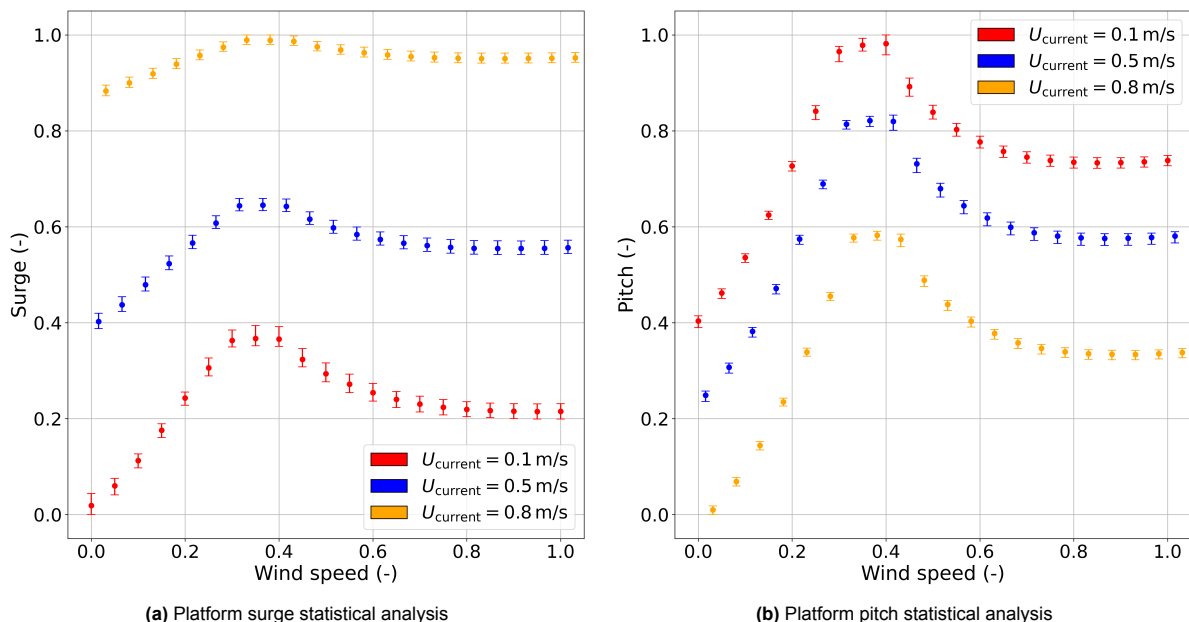 1.0
0.8
0.6
0.4
0.2
0.0
Surge (-)
U_current = 0.1 m/s
U_current = 0.5 m/s
U_current = 0.8 m/s
0.0 0.2 0.4 0.6 0.8 1.0
Wind speed (-)
(a) Platform surge statistical analysis
1.0
0.8
0.6
0.4
0.2
0.0
Pitch (-)
U_current = 0.1 m/s
U_current = 0.5 m/s
U_current = 0.8 m/s
0.0 0.2 0.4 0.6 0.8 1.0
Wind speed (-)
(b) Platform pitch statistical analysis